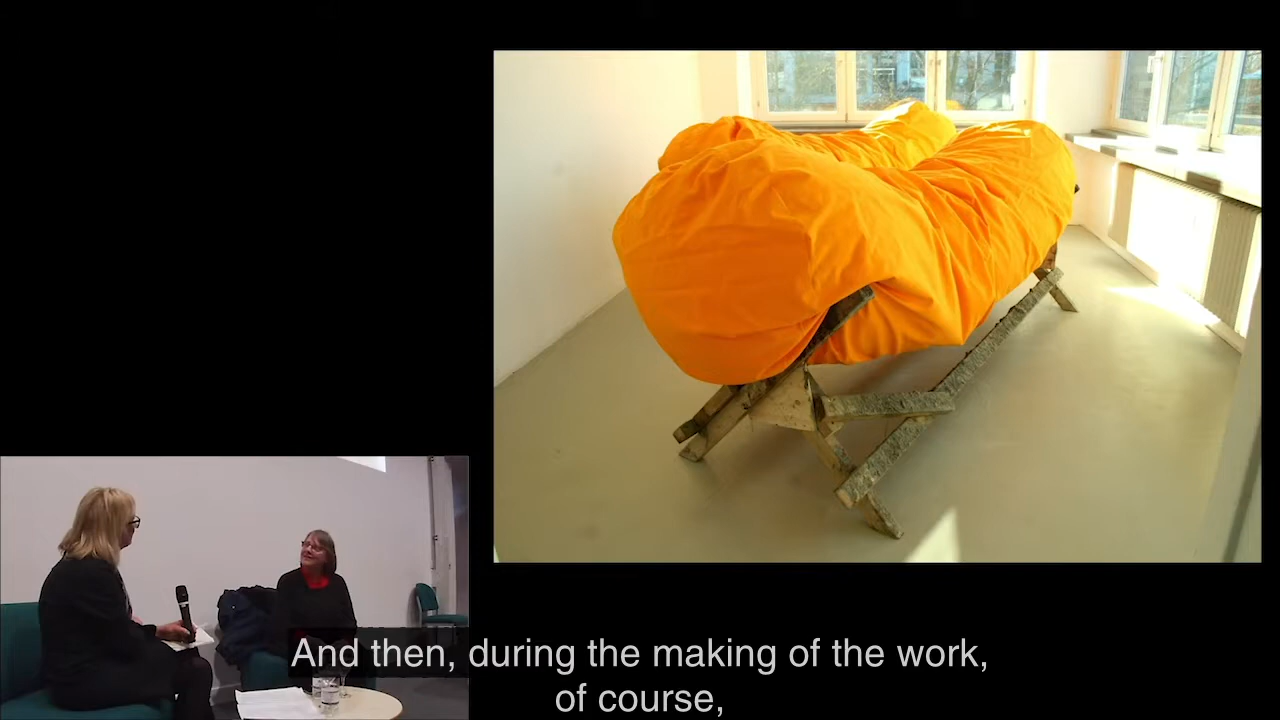 And then, during the making of the work,
of course,